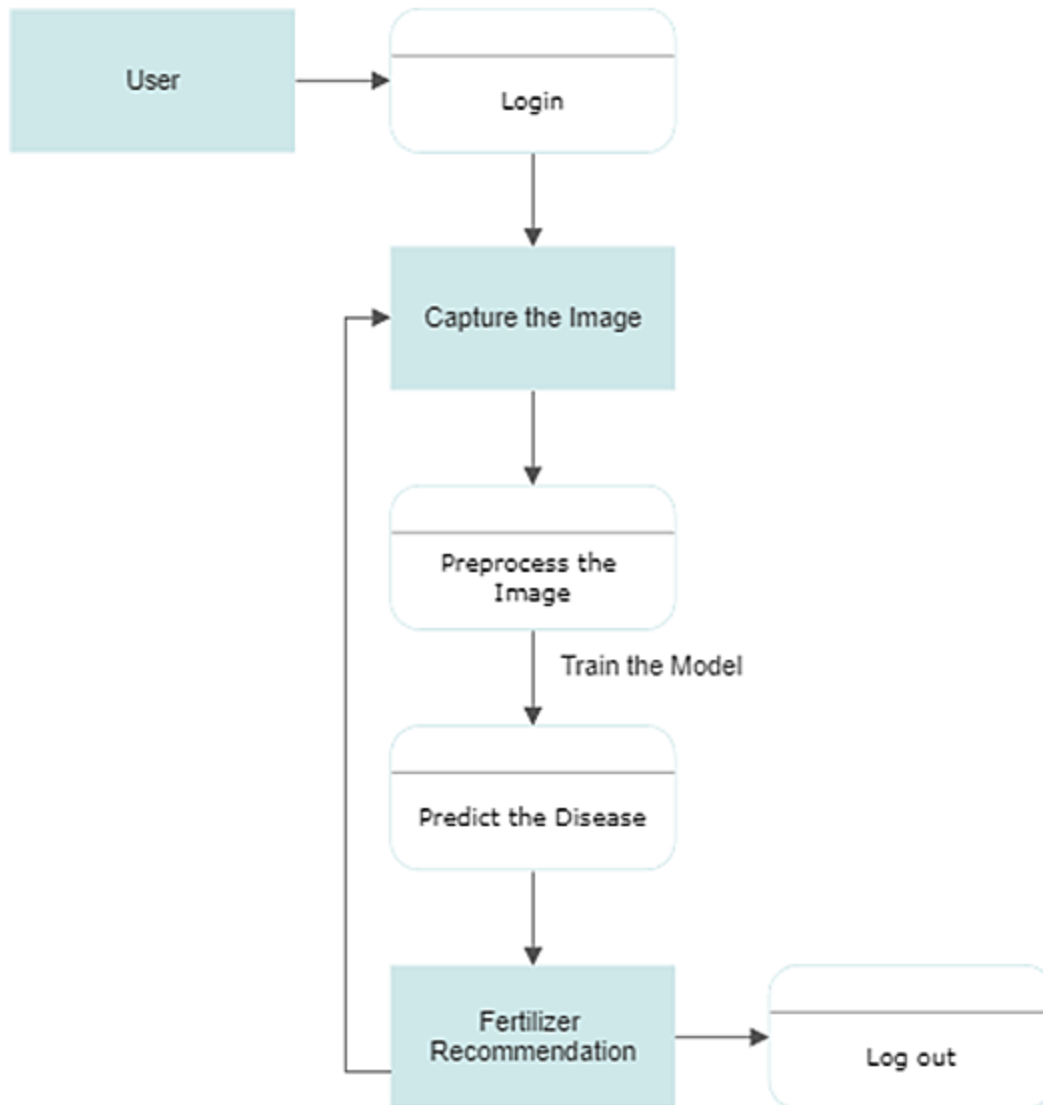 User
Login
Capture the Image
Preprocess the
Image
Train the Model
Predict the Disease
Fertilizer
Recommendation
Log out